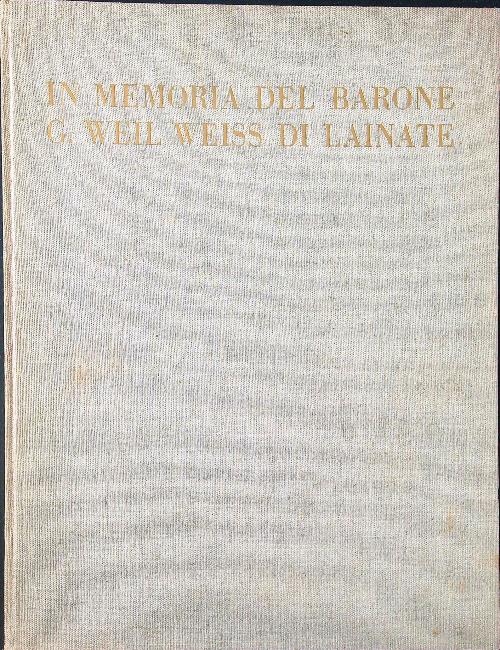 IN MEMORIA DEL BARONE
G. WEIL WEISS DI LAINATE